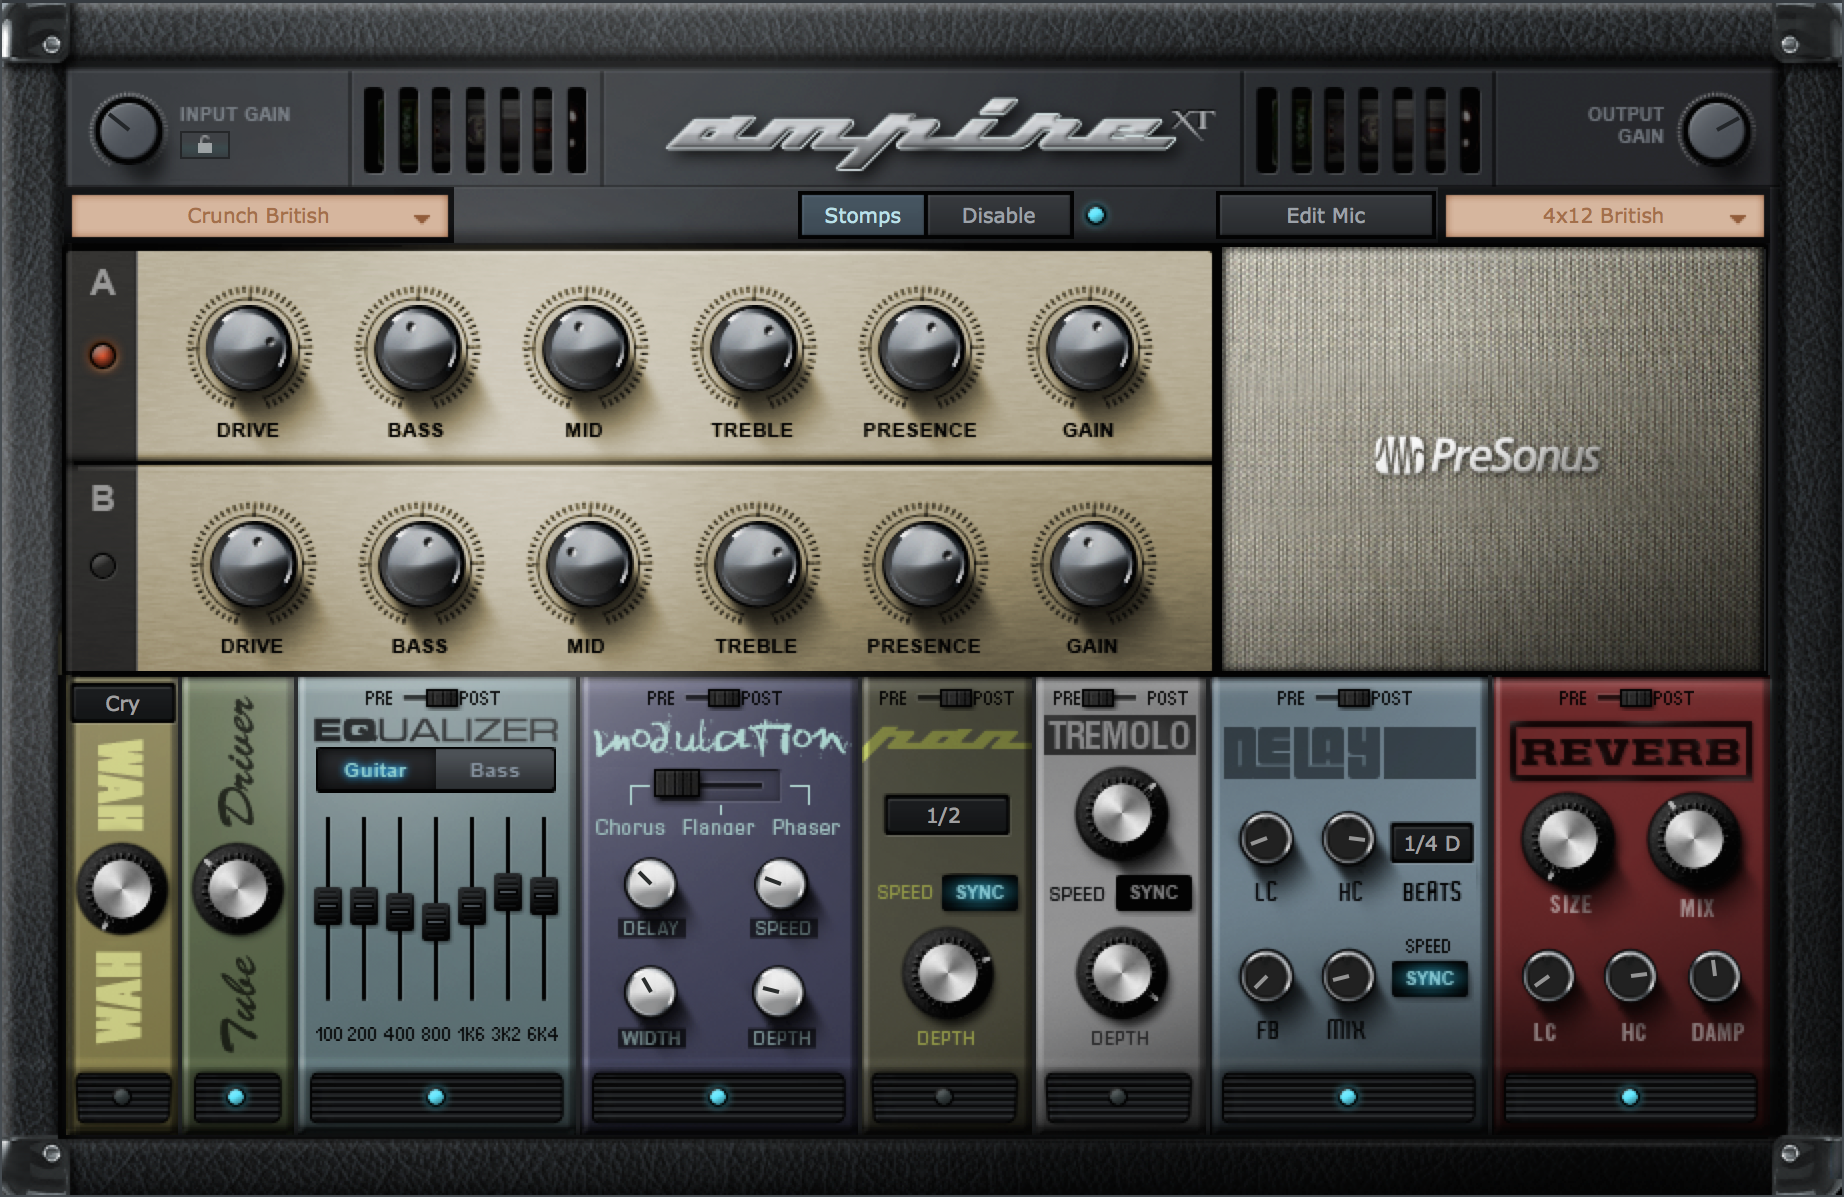 INPUT GAIN
ampire XT
OUTPUT
GAIN
Crunch British
Stomps
Disable
Edit Mic
4x12 British
A
DRIVE
BASS
MID
TREBLE
PRESENCE
GAIN
PreSonus
B
DRIVE
BASS
MID
TREBLE
PRESENCE
GAIN
Cry
WAH
WAH
Tube Driver
PRE POST
EQUALIZER
Guitar Bass
100 200 400 800 1K6 3K2 6K4
PRE POST
modulation
Chorus Flanger Phaser
DELAY SPEED
WIDTH DEPTH
PRE POST
pan
1/2
SPEED SYNC
DEPTH
PRE POST
TREMOLO
SPEED SYNC
DEPTH
PRE POST
DELAY
1/4 D
LC HC BEATS
SPEED
SYNC
FB MIX
PRE POST
REVERB
SIZE MIX
LC HC DAMP